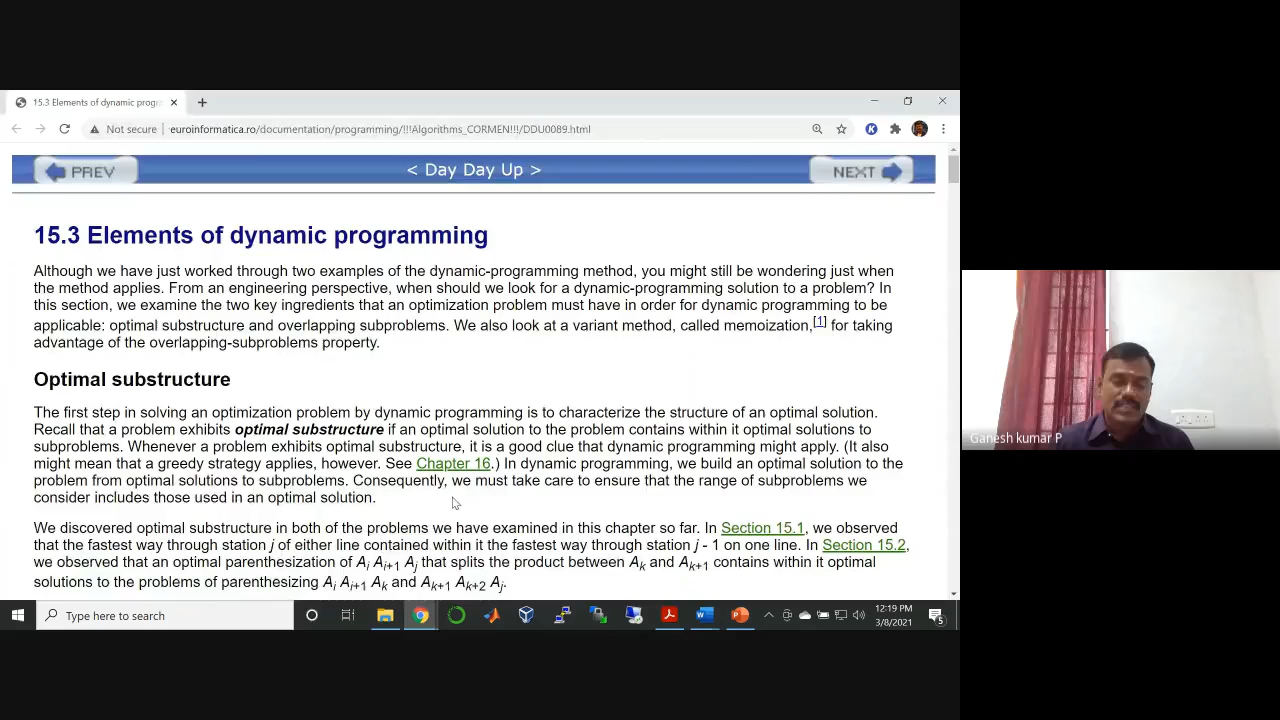 15.3 Elements of dynamic progr
Not secure | euroinformatica.ro/documentation/programming/!!!Algorithms_CORMEN!!!/DDU0089.html
PREV
< Day Day Up >
NEXT
15.3 Elements of dynamic programming
Although we have just worked through two examples of the dynamic-programming method, you might still be wondering just when
the method applies. From an engineering perspective, when should we look for a dynamic-programming solution to a problem? In
this section, we examine the two key ingredients that an optimization problem must have in order for dynamic programming to be
applicable: optimal substructure and overlapping subproblems. We also look at a variant method, called memoization,[1] for taking
advantage of the overlapping-subproblems property.
Optimal substructure
The first step in solving an optimization problem by dynamic programming is to characterize the structure of an optimal solution.
Recall that a problem exhibits optimal substructure if an optimal solution to the problem contains within it optimal solutions to
subproblems. Whenever a problem exhibits optimal substructure, it is a good clue that dynamic programming might apply. (It also
might mean that a greedy strategy applies, however. See Chapter 16.) In dynamic programming, we build an optimal solution to the
problem from optimal solutions to subproblems. Consequently, we must take care to ensure that the range of subproblems we
consider includes those used in an optimal solution.
We discovered optimal substructure in both of the problems we have examined in this chapter so far. In Section 15.1, we observed
that the fastest way through station j of either line contained within it the fastest way through station j - 1 on one line. In Section 15.2,
we observed that an optimal parenthesization of Ai Ai+1 Aj that splits the product between Ak and Ak+1 contains within it optimal
solutions to the problems of parenthesizing Ai Ai+1 Ak and Ak+1 Ak+2 Aj.
Type here to search
12:19 PM
3/8/2021
5
Ganesh kumar P